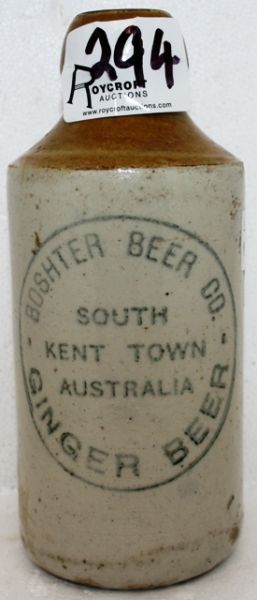 294
ROYCROFT
AUCTIONS
www.roycroftauctions.com
BOSHTER BEER CO.
SOUTH
KENT TOWN
AUSTRALIA
GINGER BEER